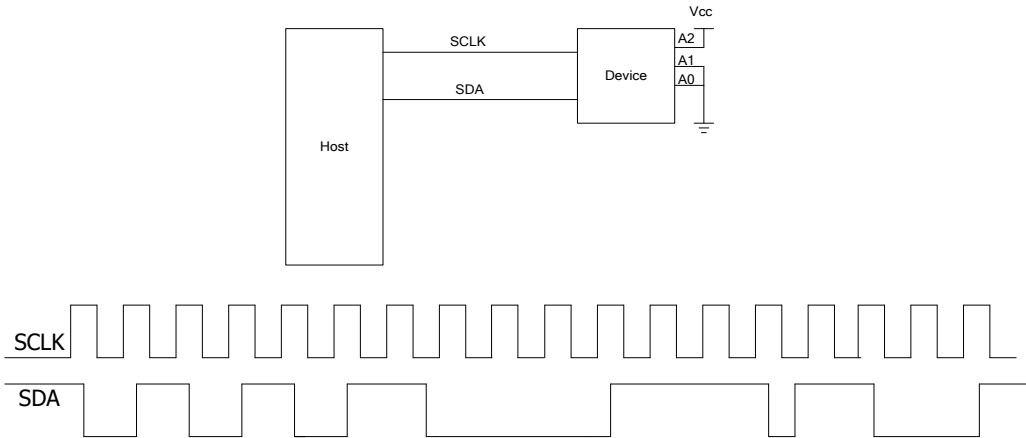 Vcc
SCLK
A2
A1
Device
A0
SDA
Host
SCLK
SDA